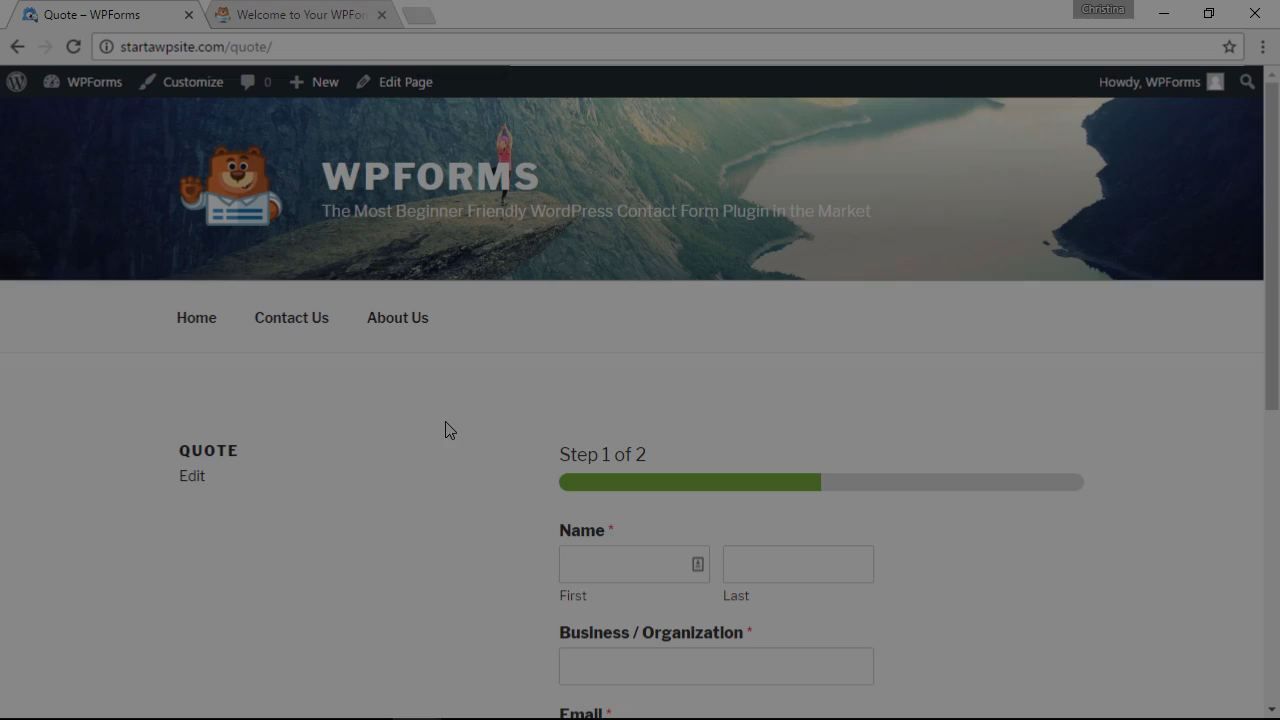 Quote – WPForms
Welcome to Your WPFor
Christina
startawpsite.com/quote/
WPForms
Customize
0
New
Edit Page
Howdy, WPForms
WPFORMS
The Most Beginner Friendly WordPress Contact Form Plugin in the Market
Home
Contact Us
About Us
QUOTE
Edit
Step 1 of 2
Name *
First
Last
Business / Organization *
Email *